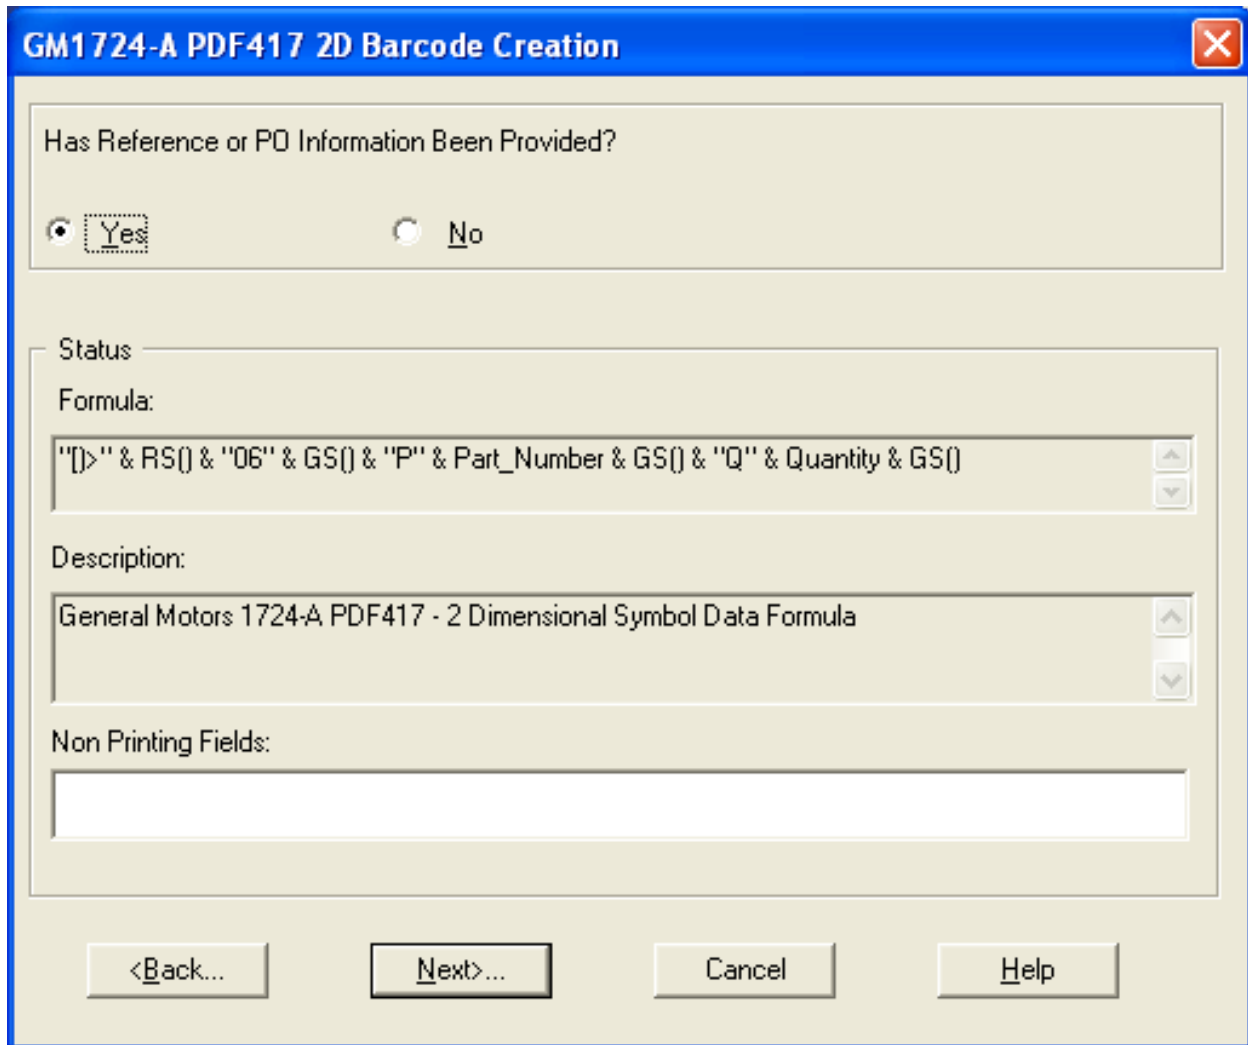 GM1724-A PDF417 2D Barcode Creation
Has Reference or PO Information Been Provided?
Yes No
Status
Formula:
"[)>" & RS() & "06" & GS() & "P" & Part_Number & GS() & "Q" & Quantity & GS()
Description:
General Motors 1724-A PDF417 - 2 Dimensional Symbol Data Formula
Non Printing Fields:
<Back... Next>... Cancel Help